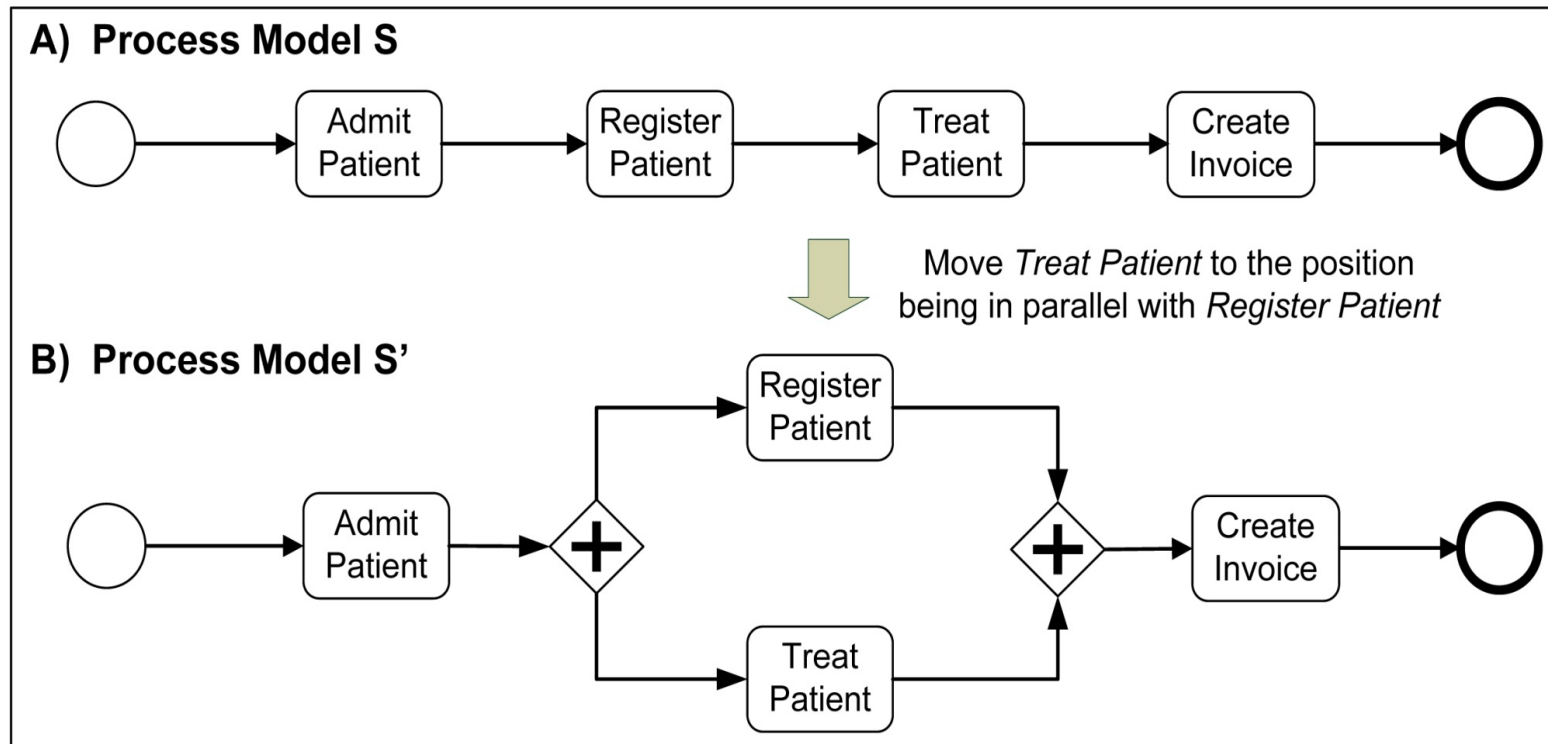 A) Process Model S
Admit
Patient
Register
Patient
Treat
Patient
Create
Invoice
Move Treat Patient to the position
being in parallel with Register Patient
B) Process Model S’
Register
Patient
Admit
Patient
Create
Invoice
Treat
Patient